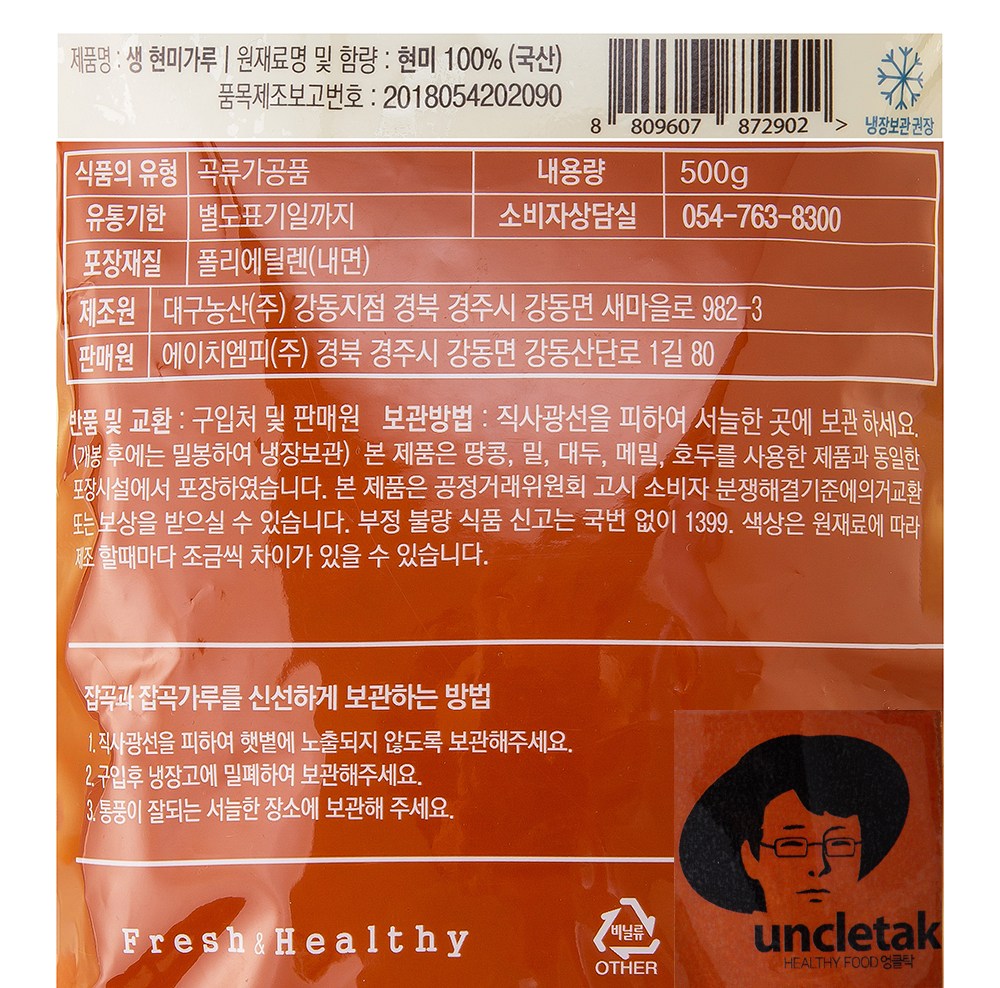 제품명 : 생 현미가루 | 원재료명 및 함량 : 현미 100% (국산)
품목제조보고번호 : 2018054202090
8 809607 872902 >
냉장보관 권장
식품의 유형 곡류가공품 내용량 500g
유통기한 별도표기일까지 소비자상담실 054-763-8300
포장재질 폴리에틸렌(내면)
제조원 대구농산(주) 강동지점 경북 경주시 강동면 새마을로 982-3
판매원 에이치엠피(주) 경북 경주시 강동면 강동산단로 1길 80
반품 및 교환 : 구입처 및 판매원 보관방법 : 직사광선을 피하여 서늘한 곳에 보관 하세요.
(개봉 후에는 밀봉하여 냉장보관) 본 제품은 땅콩, 밀, 대두, 메밀, 호두를 사용한 제품과 동일한
포장시설에서 포장하였습니다. 본 제품은 공정거래위원회 고시 소비자 분쟁해결기준에의거교환
또는 보상을 받으실 수 있습니다. 부정 불량 식품 신고는 국번 없이 1399. 색상은 원재료에 따라
제조 할때마다 조금씩 차이가 있을 수 있습니다.
잡곡과 잡곡가루를 신선하게 보관하는 방법
1. 직사광선을 피하여 햇볕에 노출되지 않도록 보관해주세요.
2. 구입후 냉장고에 밀폐하여 보관해주세요.
3. 통풍이 잘되는 서늘한 장소에 보관해 주세요.
Fresh & Healthy
비닐류
OTHER
uncletak
HEALTHY FOOD 엉클탁